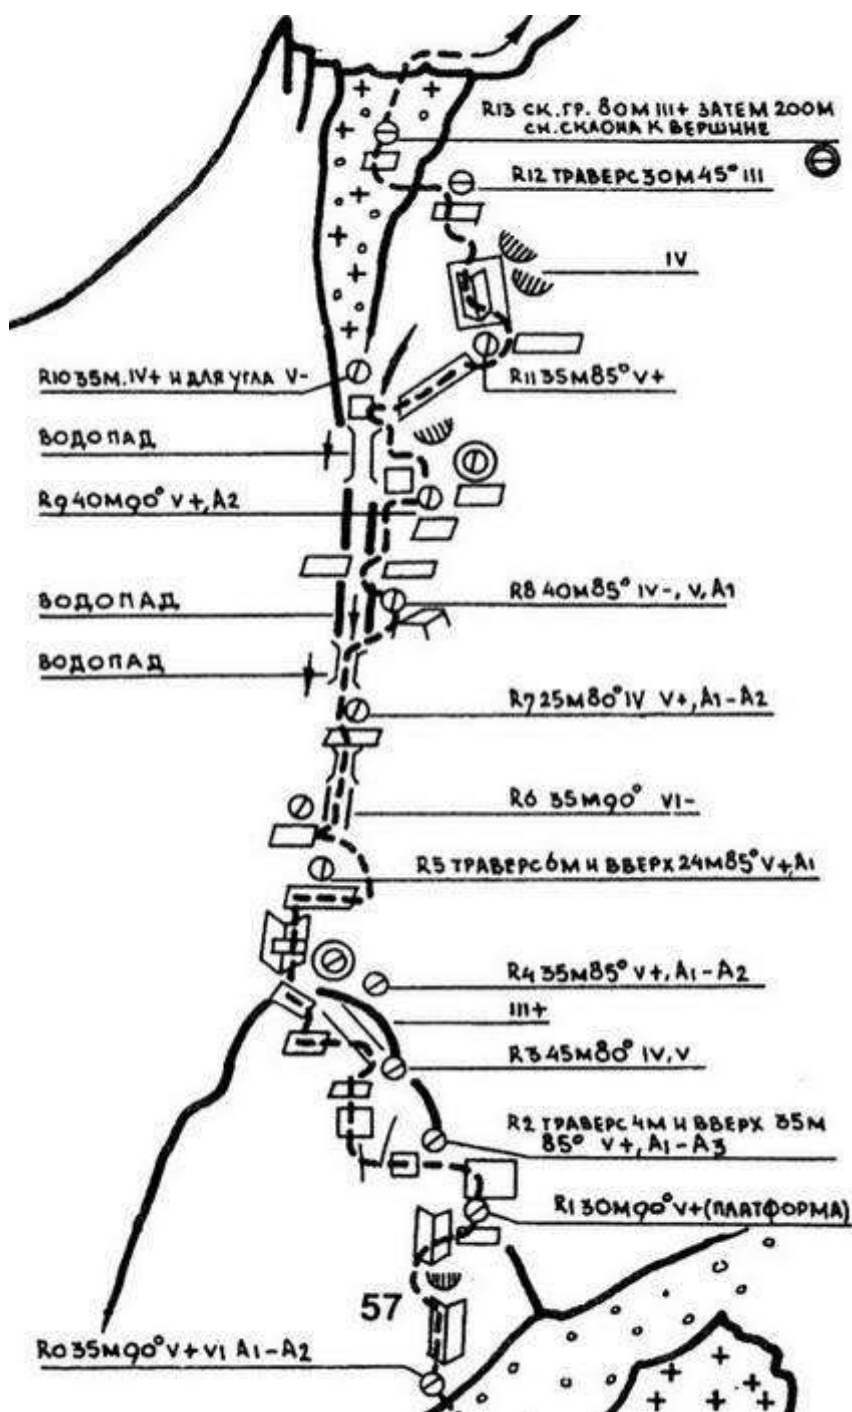 R13 СК.ГР. 80М III+ ЗАТЕМ 200М
СН.СКЛОНА К ВЕРШИНЕ
R12 ТРАВЕРС 30М 45° III
IV
R10 35М. IV+ И ДЛЯ УГЛА V-
R11 35М 85° V+
ВОДОПАД
R9 40М 90° V+, A2
R8 40М 85° IV-, V, A1
ВОДОПАД
ВОДОПАД
R7 25М 80° IV V+, A1-A2
R6 35М 90° VI-
R5 ТРАВЕРС 6М И ВВЕРХ 24М 85° V+, A1
R4 35М 85° V+, A1-A2
III+
R3 45М 80° IV, V
R2 ТРАВЕРС 4М И ВВЕРХ 35М
85° V+, A1-A3
R1 30М 90° V+ (ПЛАТФОРМА)
57
R0 35М 90° V+ VI A1-A2